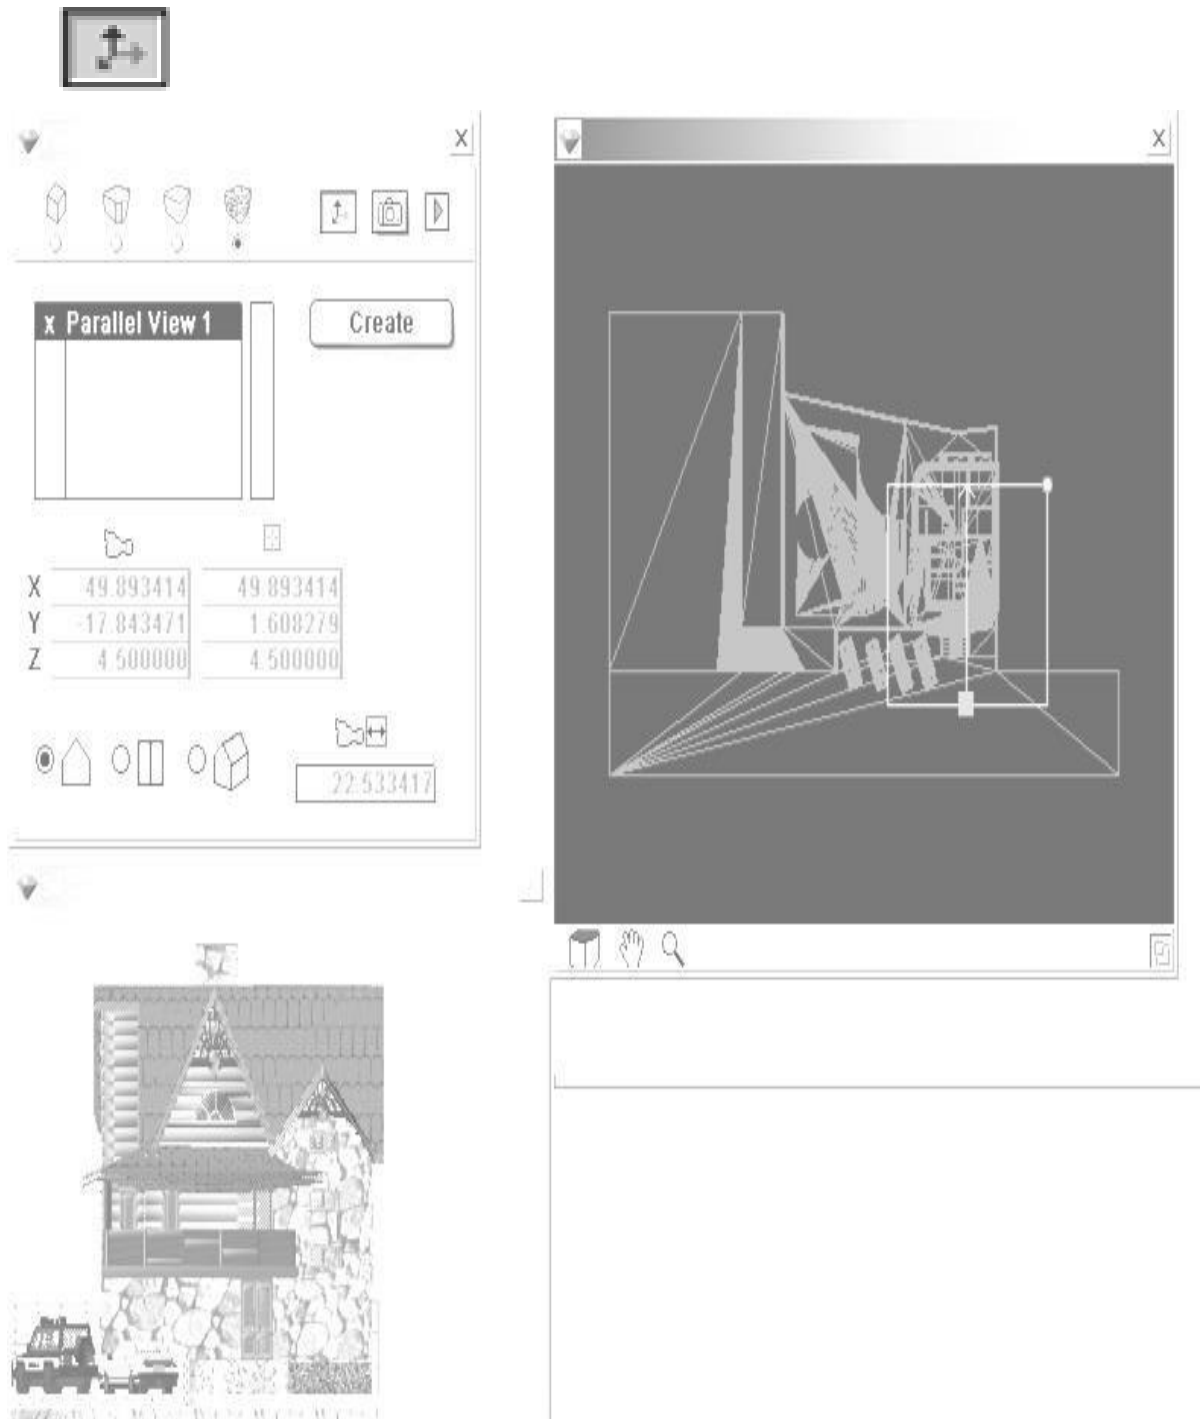 x Parallel View 1
Create
X 49.893414 49.893414
Y -17.843471 1.608279
Z 4.500000 4.500000
22.533417